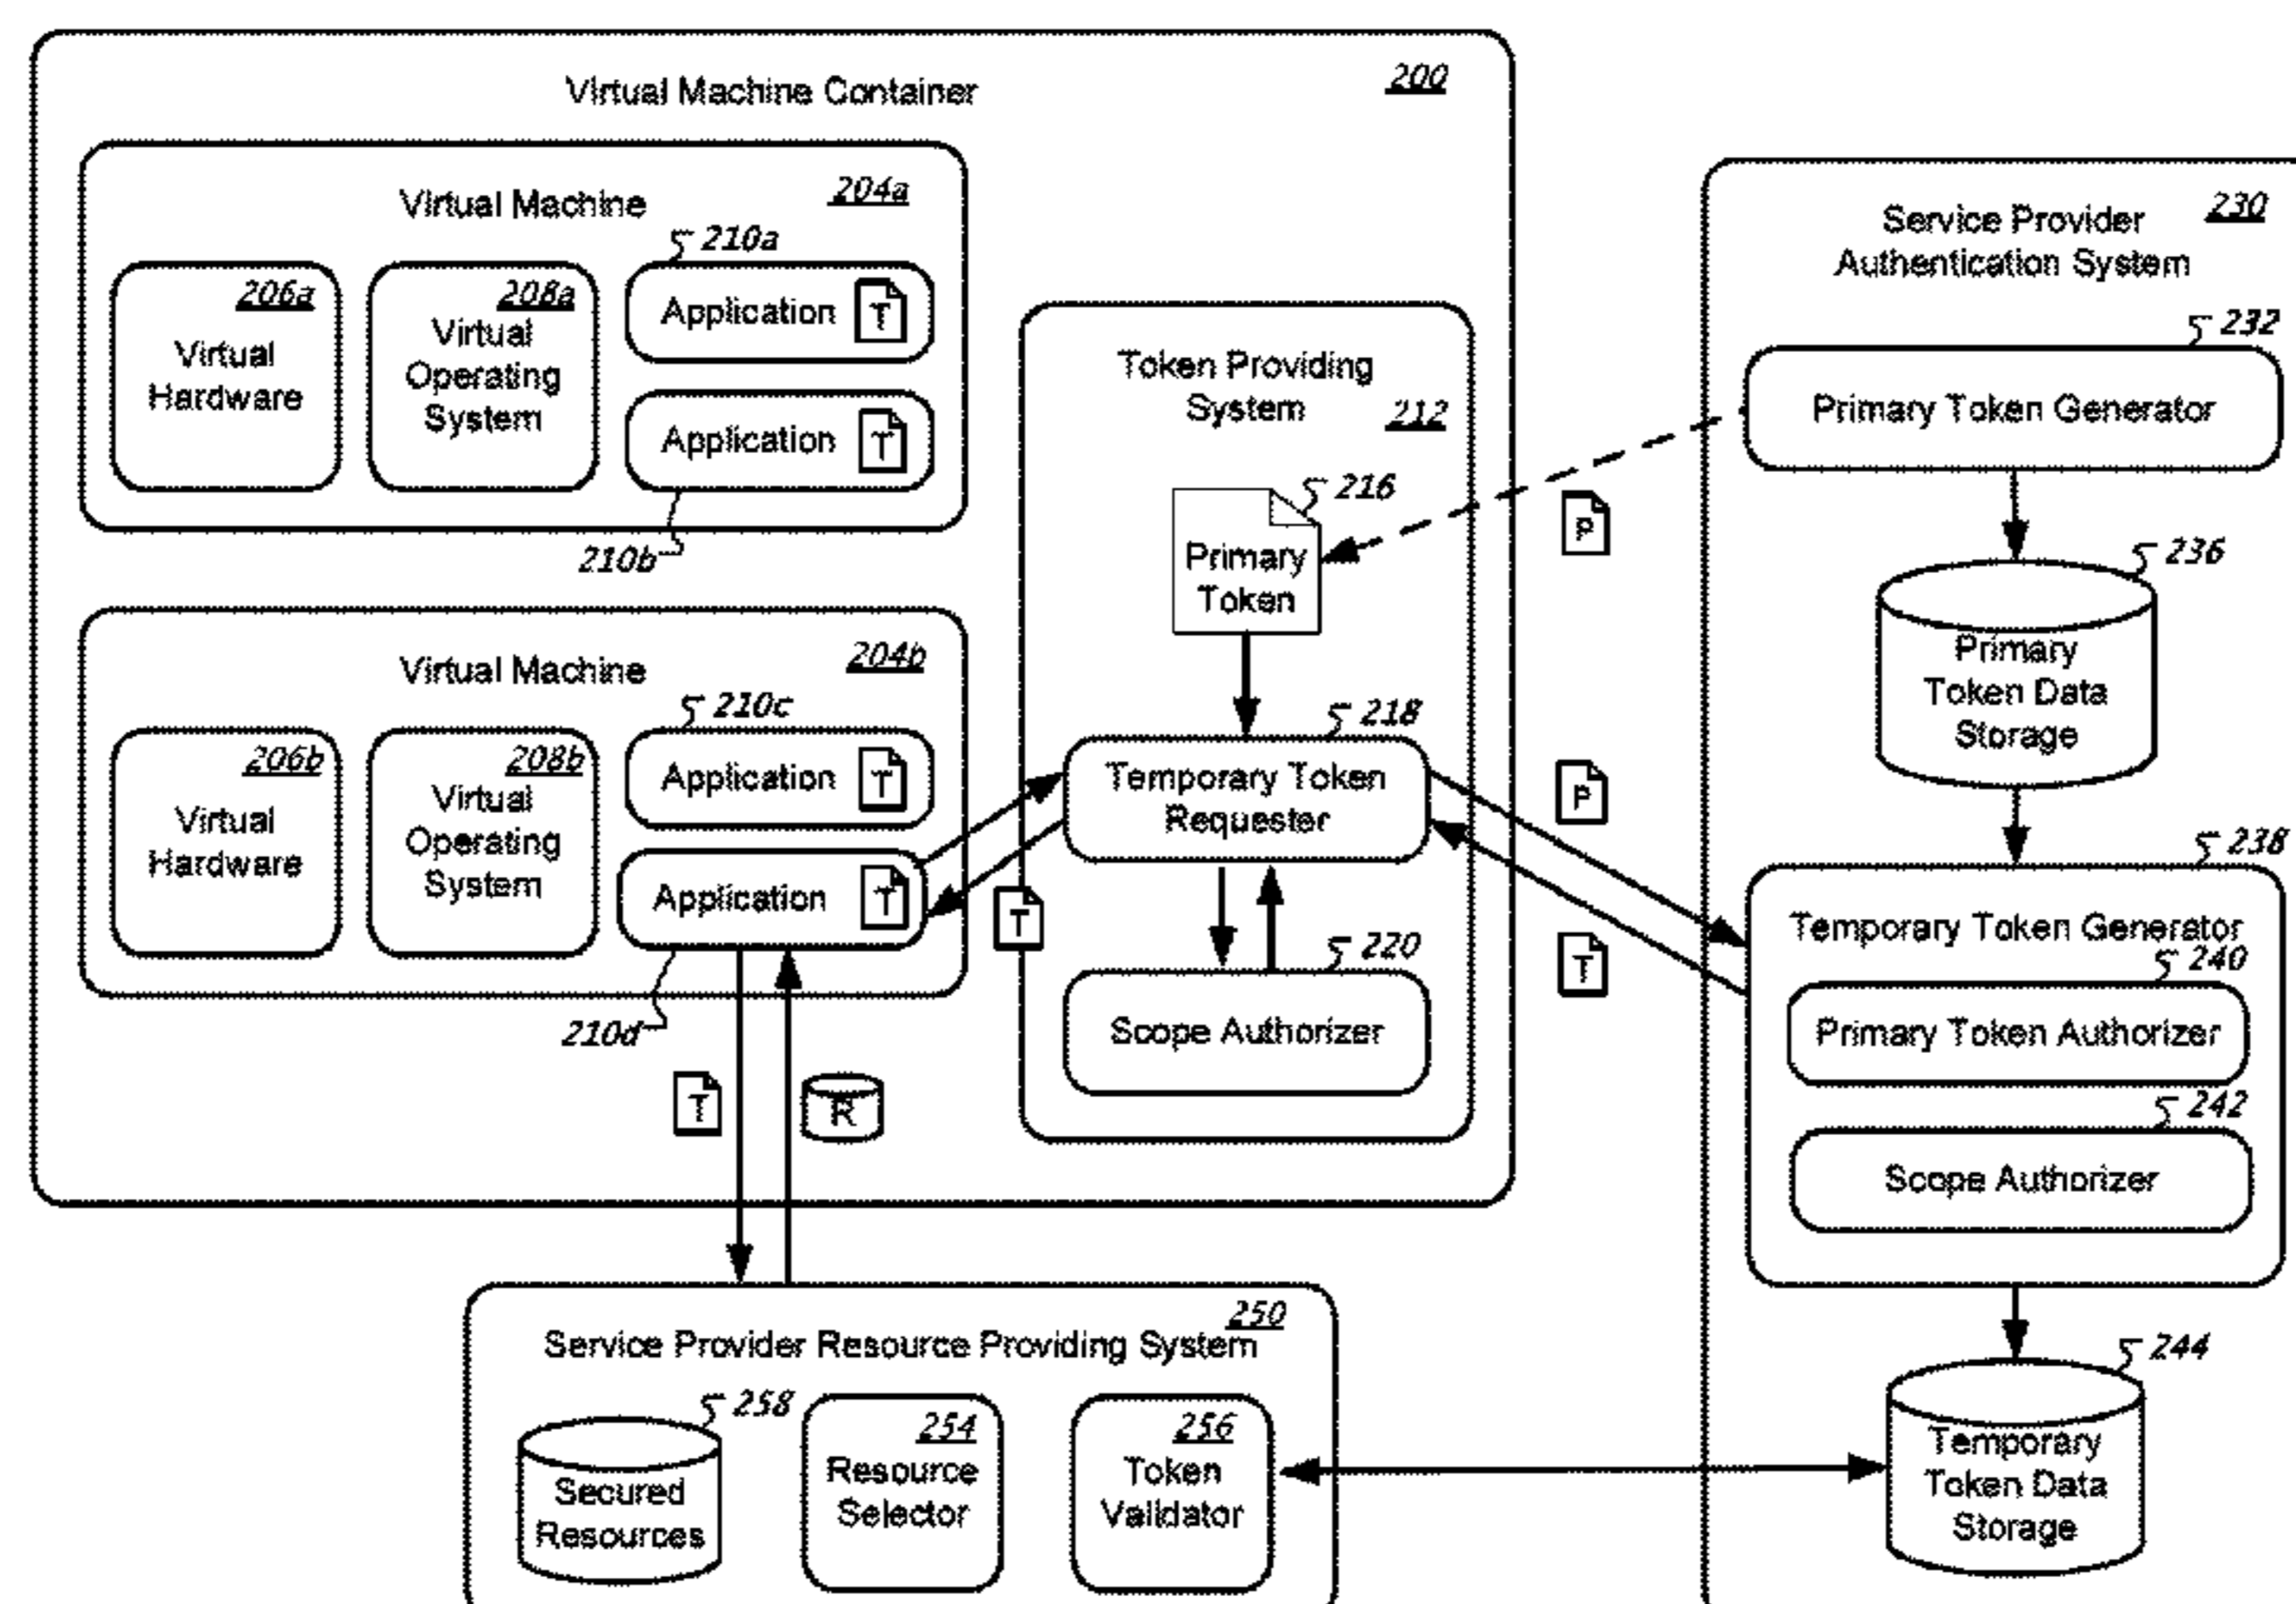 Virtual Machine Container
200
Virtual Machine
204a
206a
Virtual
Hardware
208a
Virtual
Operating
System
210a
Application
T
Application
T
210b
Virtual Machine
204b
206b
Virtual
Hardware
208b
Virtual
Operating
System
210c
Application
T
Application
T
210d
T
R
T
Token Providing
System
212
216
Primary
Token
218
Temporary Token
Requester
220
Scope Authorizer
P
P
T
Service Provider
Authentication System
230
232
Primary Token Generator
236
Primary
Token Data
Storage
238
Temporary Token Generator
240
Primary Token Authorizer
242
Scope Authorizer
244
Temporary
Token Data
Storage
250
Service Provider Resource Providing System
258
Secured
Resources
254
Resource
Selector
256
Token
Validator